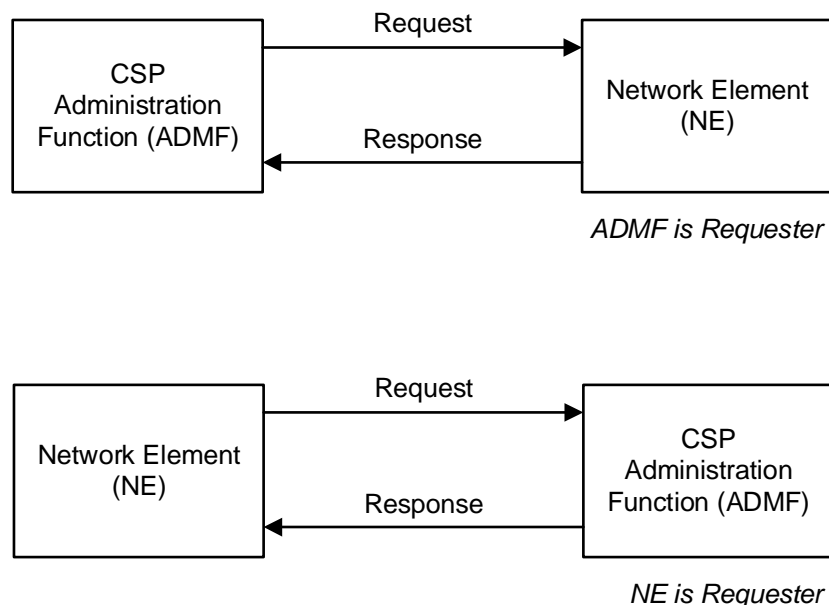 Request
CSP
Administration
Function (ADMF)
Network Element
(NE)
Response
ADMF is Requester
Request
Network Element
(NE)
CSP
Administration
Function (ADMF)
Response
NE is Requester